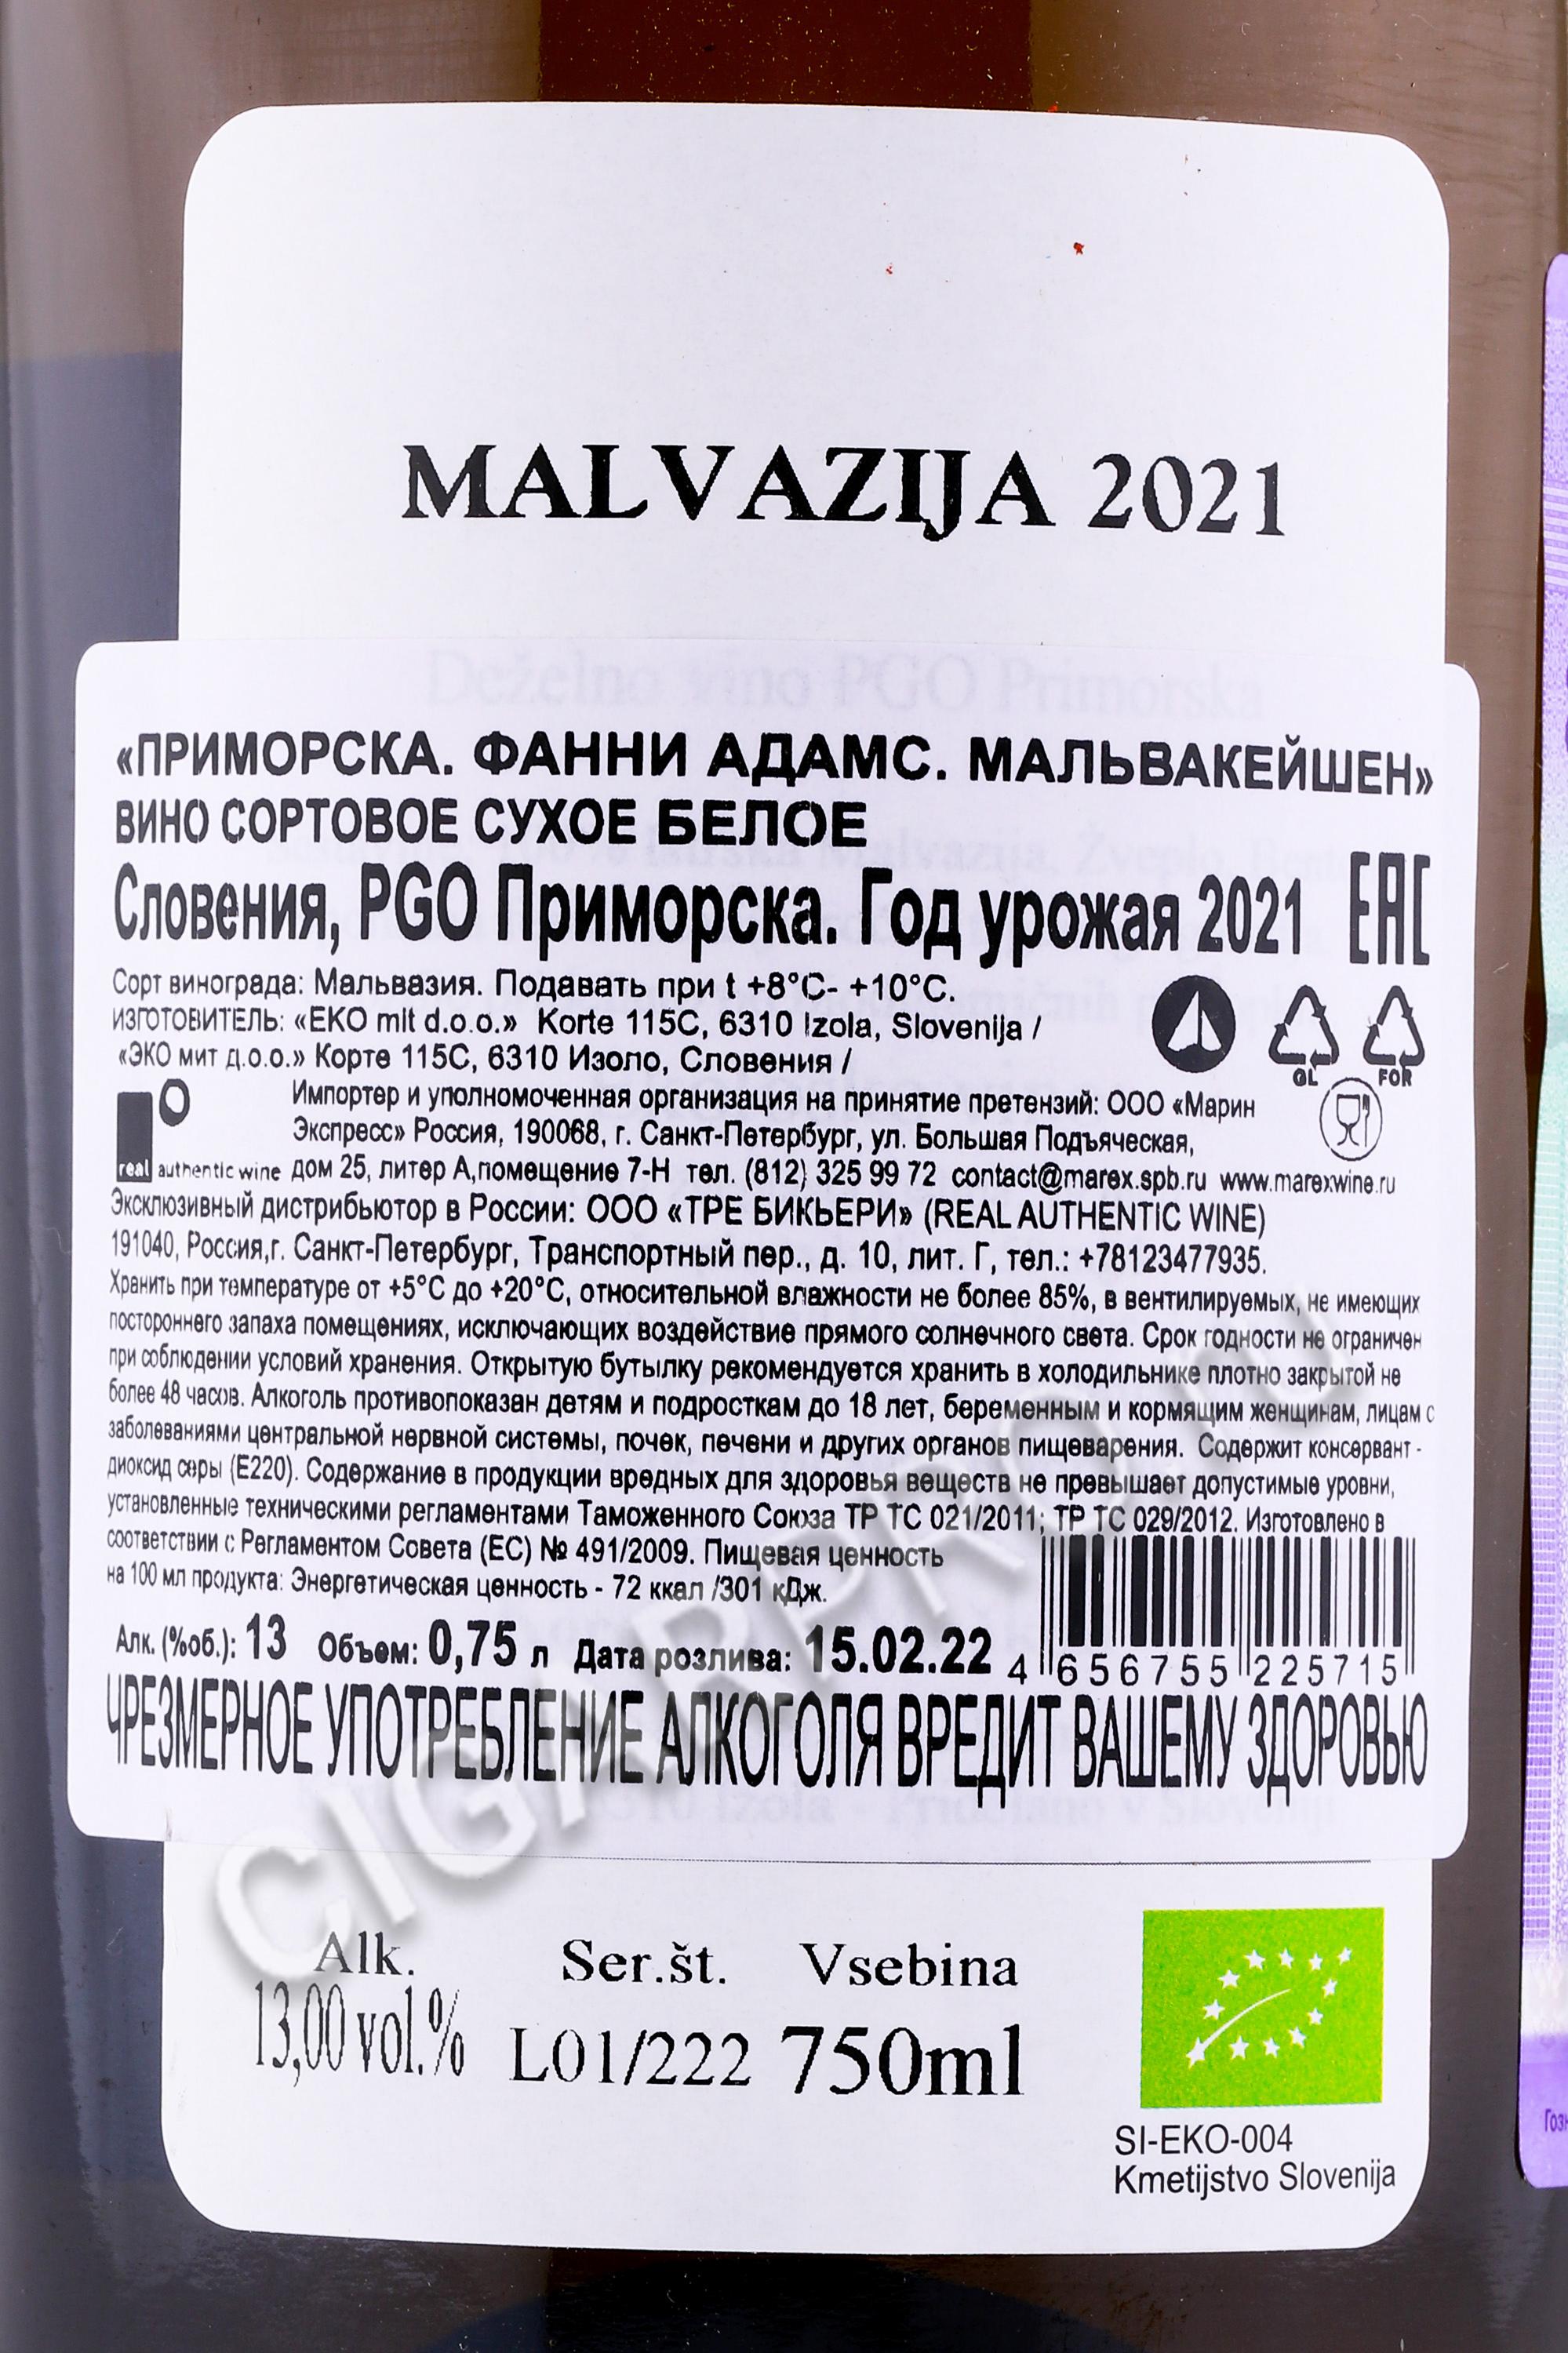 MALVAZIJA 2021
Deželno vino PGO Primorska
«ПРИМОРСКА. ФАННИ АДАМС. МАЛЬВАКЕЙШЕН»
ВИНО СОРТОВОЕ СУХОЕ БЕЛОЕ
Словения, PGO Приморска. Год урожая 2021 EAC
Сорт винограда: Мальвазия. Подавать при t +8°С- +10°С.
ИЗГОТОВИТЕЛЬ: «EKO mit d.o.o.» Korte 115C, 6310 Izola, Slovenija /
«ЭКО мит д.о.о.» Корте 115С, 6310 Изоло, Словения /
GL FOR
Импортер и уполномоченная организация на принятие претензий: ООО «Марин
Экспресс» Россия, 190068, г. Санкт-Петербург, ул. Большая Подъяческая,
real authentic wine дом 25, литер А,помещение 7-Н тел. (812) 325 99 72 contact@marex.spb.ru www.marexwine.ru
Эксклюзивный дистрибьютор в России: ООО «ТРЕ БИКЬЕРИ» (REAL AUTHENTIC WINE)
191040, Россия,г. Санкт-Петербург, Транспортный пер., д. 10, лит. Г, тел.: +78123477935.
Хранить при температуре от +5°С до +20°С, относительной влажности не более 85%, в вентилируемых, не имеющих
постороннего запаха помещениях, исключающих воздействие прямого солнечного света. Срок годности не ограничен
при соблюдении условий хранения. Открытую бутылку рекомендуется хранить в холодильнике плотно закрытой не
более 48 часов. Алкоголь противопоказан детям и подросткам до 18 лет, беременным и кормящим женщинам, лицам с
заболеваниями центральной нервной системы, почек, печени и других органов пищеварения. Содержит консервант -
диоксид серы (Е220). Содержание в продукции вредных для здоровья веществ не превышает допустимые уровни,
установленные техническими регламентами Таможенного Союза ТР ТС 021/2011; ТР ТС 029/2012. Изготовлено в
соответствии с Регламентом Совета (ЕС) № 491/2009. Пищевая ценность
на 100 мл продукта: Энергетическая ценность - 72 ккал /301 кДж.
Алк. (%об.): 13 Объем: 0,75 л Дата розлива: 15.02.22
4 656755 225715
ЧРЕЗМЕРНОЕ УПОТРЕБЛЕНИЕ АЛКОГОЛЯ ВРЕДИТ ВАШЕМУ ЗДОРОВЬЮ
CIGARPRO.ru
Alk. Ser.št. Vsebina
13,00 vol.% L01/222 750ml
SI-EKO-004
Kmetijstvo Slovenija